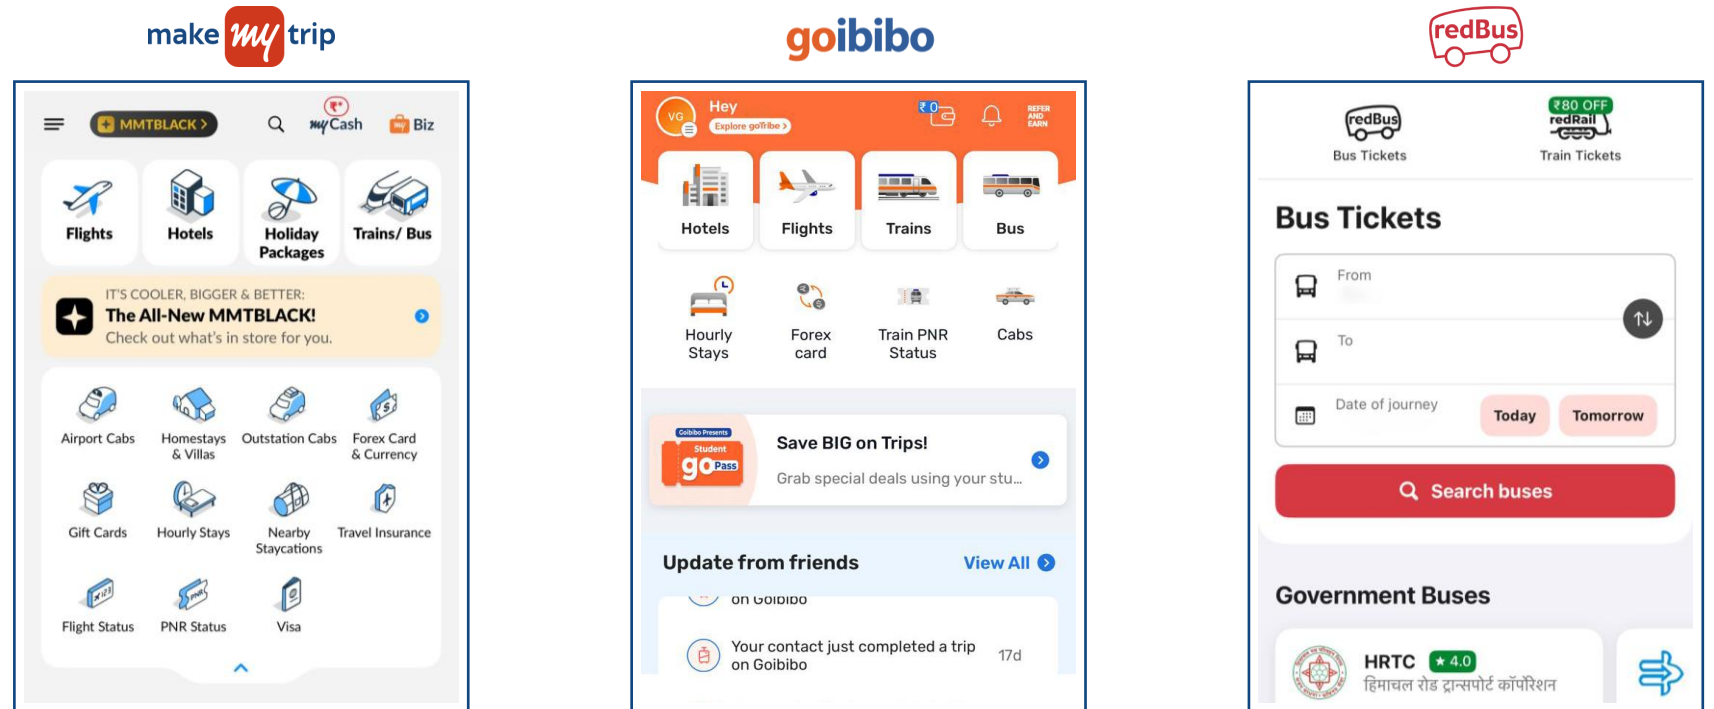 make my trip
MMTBLACK >
myCash
my Biz
Flights
Hotels
Holiday
Packages
Trains/ Bus
IT'S COOLER, BIGGER & BETTER:
The All-New MMTBLACK!
Check out what's in store for you.
Airport Cabs
Homestays
& Villas
Outstation Cabs
Forex Card
& Currency
Gift Cards
Hourly Stays
Nearby
Staycations
Travel Insurance
Flight Status
PNR Status
Visa
goibibo
VG
Hey
Explore goTribe >
₹ 0
REFER
AND
EARN
Hotels
Flights
Trains
Bus
Hourly
Stays
Forex
card
Train PNR
Status
Cabs
Goibibo Presents
Student
go Pass
Save BIG on Trips!
Grab special deals using your stu...
Update from friends
View All
on Goibibo
Your contact just completed a trip
on Goibibo
17d
redBus
redBus
Bus Tickets
₹80 OFF
redRail
Train Tickets
Bus Tickets
From
To
Date of journey
Today
Tomorrow
Search buses
Government Buses
HRTC
★ 4.0
हिमाचल रोड ट्रान्सपोर्ट कॉर्पोरेशन